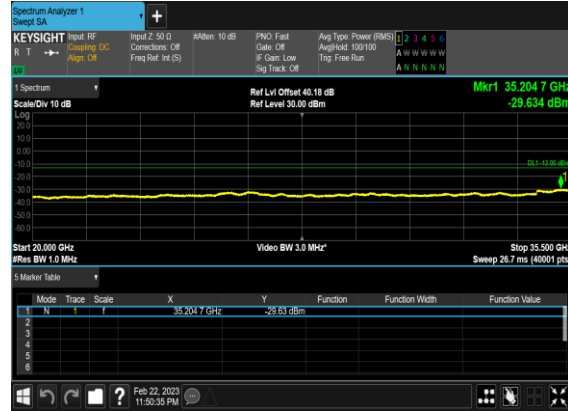 Spectrum Analyzer 1
Swept SA
+
KEYSIGHT Input: RF
R T Coupling: DC
Align: Off
LNI
Input Z: 50 Ω
Corrections: Off
Freq Ref: Int (S)
#Atten: 10 dB
PNO: Fast
Gate: Off
IF Gain: Low
Sig Track: Off
Avg Type: Power (RMS)
Avg|Hold: 100/100
Trig: Free Run
1 2 3 4 5 6
A W W W W W
A N N N N N
1 Spectrum
Scale/Div 10 dB
Ref Lvl Offset 40.18 dB
Ref Level 30.00 dBm
Mkr1 35.204 7 GHz
-29.634 dBm
Log
20.0
10.0
0.00
-10.0
-20.0
-30.0
-40.0
-50.0
-60.0
DL1 -13.00 dBm
1
Start 20.000 GHz
#Res BW 1.0 MHz
Video BW 3.0 MHz*
Stop 35.500 GHz
Sweep 26.7 ms (40001 pts)
5 Marker Table
Mode Trace Scale X Y Function Function Width Function Value
1 N 1 f 35.204 7 GHz -29.63 dBm
2
3
4
5
6
? Feb 22, 2023
11:50:35 PM